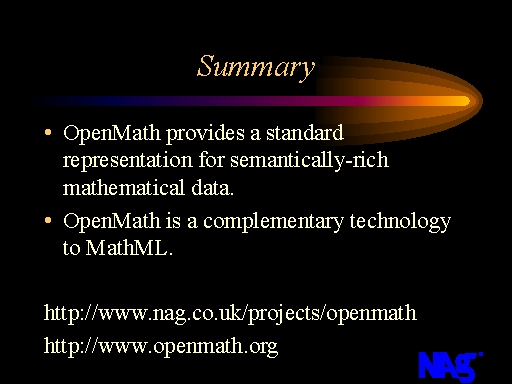 Summary
• OpenMath provides a standard
representation for semantically-rich
mathematical data.
• OpenMath is a complementary technology
to MathML.
http://www.nag.co.uk/projects/openmath
http://www.openmath.org
NAG